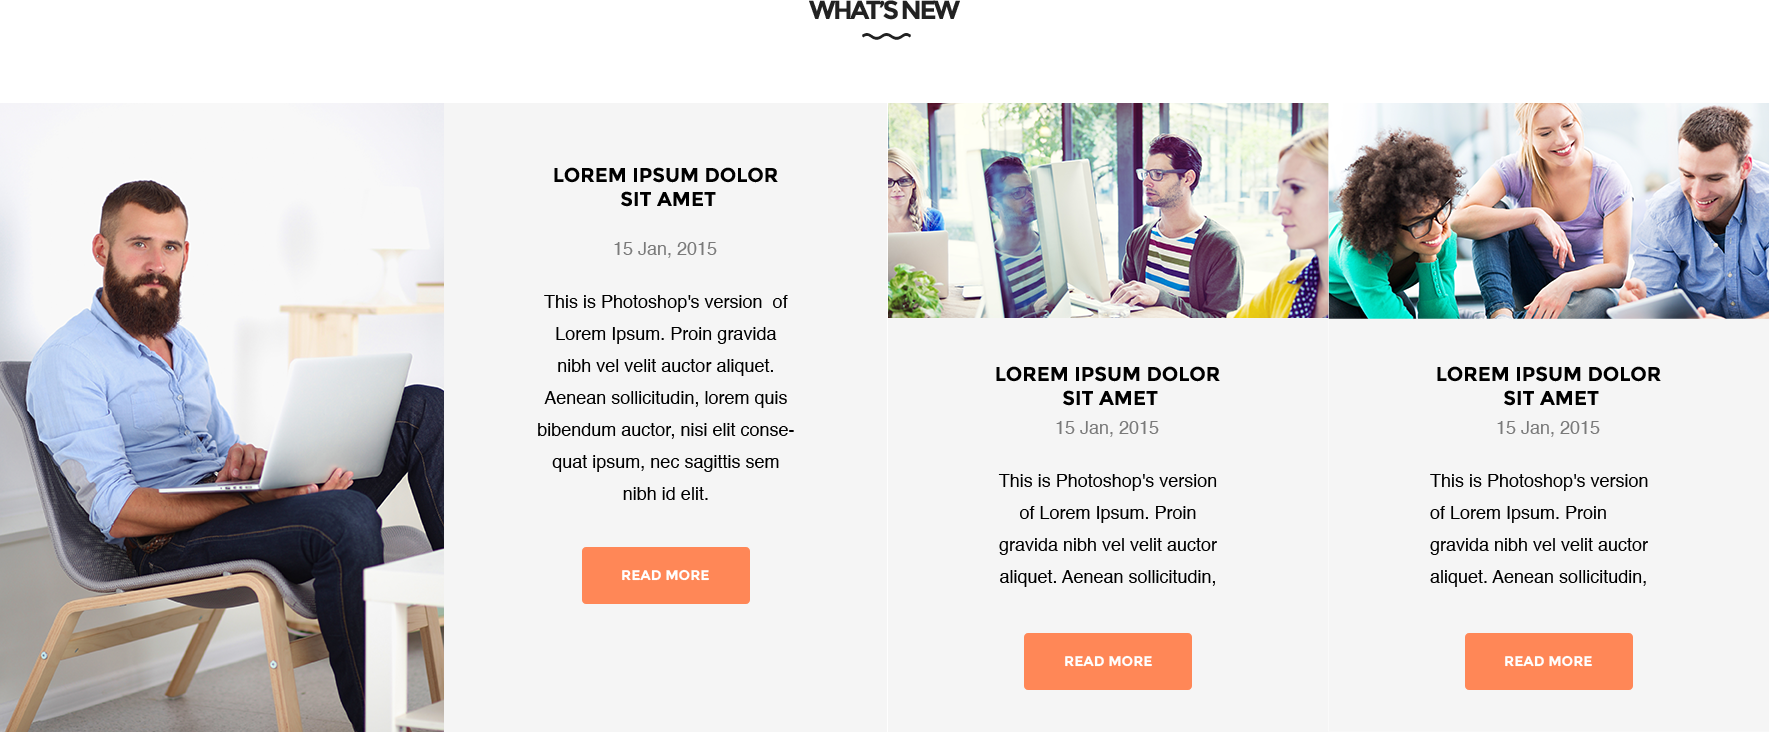 WHAT'S NEW
LOREM IPSUM DOLOR
SIT AMET
15 Jan, 2015
This is Photoshop's version  of
Lorem Ipsum. Proin gravida
nibh vel velit auctor aliquet.
Aenean sollicitudin, lorem quis
bibendum auctor, nisi elit conse-
quat ipsum, nec sagittis sem
nibh id elit.
READ MORE
LOREM IPSUM DOLOR
SIT AMET
15 Jan, 2015
This is Photoshop's version
of Lorem Ipsum. Proin
gravida nibh vel velit auctor
aliquet. Aenean sollicitudin,
READ MORE
LOREM IPSUM DOLOR
SIT AMET
15 Jan, 2015
This is Photoshop's version
of Lorem Ipsum. Proin
gravida nibh vel velit auctor
aliquet. Aenean sollicitudin,
READ MORE